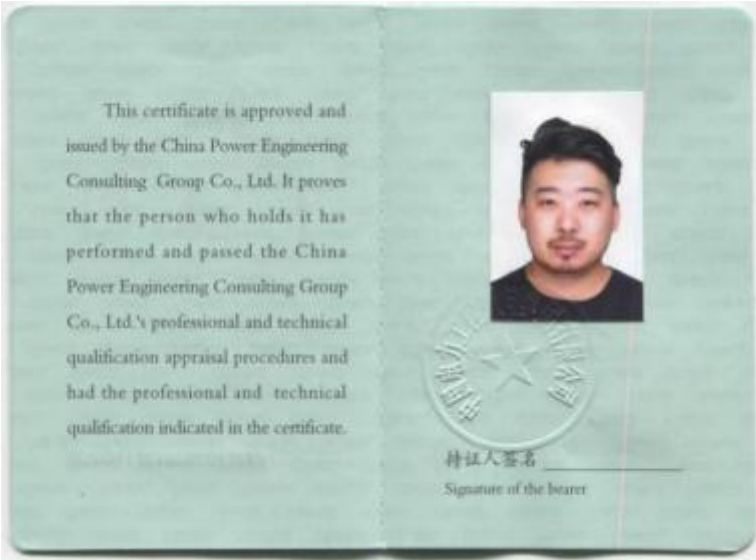 This certificate is approved and
issued by the China Power Engineering
Consulting Group Co., Ltd. It proves
that the person who holds it has
performed and passed the China
Power Engineering Consulting Group
Co., Ltd.'s professional and technical
qualification appraisal procedures and
had the professional and technical
qualification indicated in the certificate.
持证人签名
Signature of the bearer